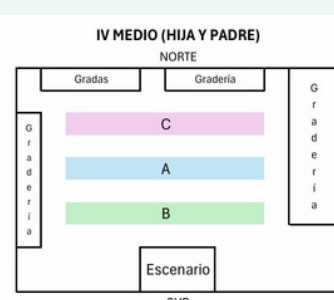 IV MEDIO (HIJA Y PADRE)
NORTE
Gradas
Gradería
Gradería
C
Gradería
A
B
Escenario
SUR